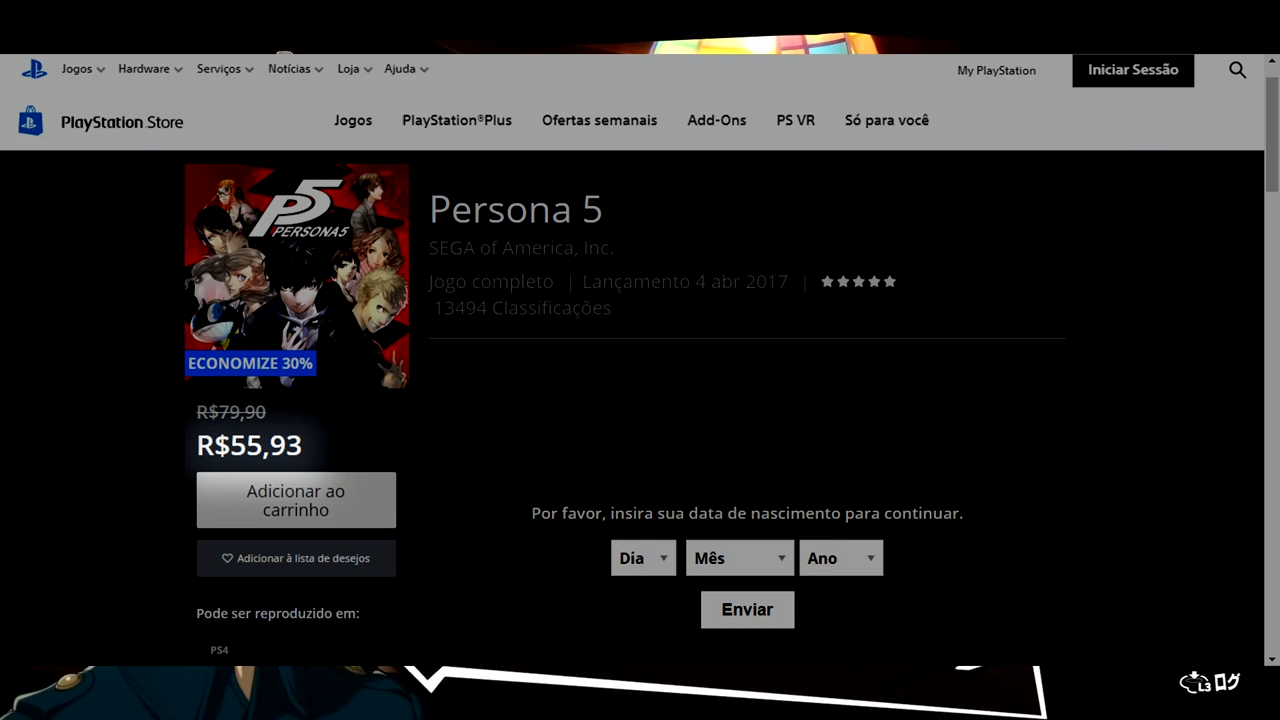 Jogos Hardware Serviços Notícias Loja Ajuda My PlayStation Iniciar Sessão
PlayStation Store Jogos PlayStation®Plus Ofertas semanais Add-Ons PS VR Só para você
P5
PERSONA5
ECONOMIZE 30%
R$79,90
R$55,93
Adicionar ao
carrinho
Adicionar à lista de desejos
Pode ser reproduzido em:
PS4
Persona 5
SEGA of America, Inc.
Jogo completo | Lançamento 4 abr 2017 |
13494 Classificações
Por favor, insira sua data de nascimento para continuar.
Dia Mês Ano
Enviar
L3 ログ